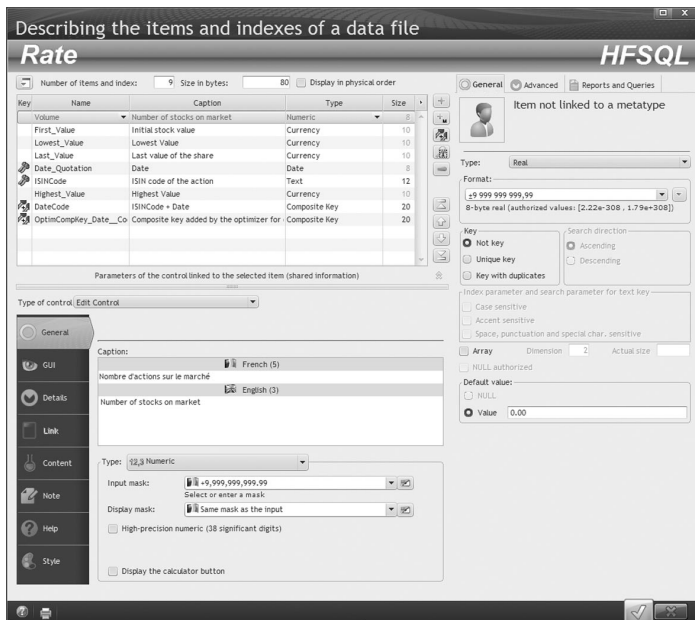 Describing the items and indexes of a data file
Rate HFSQL
Number of items and index: 9 Size in bytes: 80 Display in physical order
Key Name Caption Type Size
Volume Number of stocks on market Numeric 8
First_Value Initial stock value Currency 10
Lowest_Value Lowest Value Currency 10
Last_Value Last value of the share Currency 10
Date_Quotation Date Date 8
ISINCode ISIN code of the action Text 12
Highest_Value Highest Value Currency 10
DateCode ISINCode + Date Composite Key 20
OptimCompKey_Date__Co Composite key added by the optimizer for Composite Key 20
Parameters of the control linked to the selected item (shared information)
Type of control: Edit Control
General
GUI
Details
Link
Content
Note
Help
Style
Caption:
French (5)
Nombre d'actions sur le marché
English (3)
Number of stocks on market
Type: 12,3 Numeric
Input mask: +9,999,999,999.99
Select or enter a mask
Display mask: Same mask as the input
High-precision numeric (38 significant digits)
Display the calculator button
General Advanced Reports and Queries
Item not linked to a metatype
Type: Real
Format:
±9 999 999 999,99
8-byte real (authorized values: [2.22e-308 , 1.79e+308])
Key
Not key
Unique key
Key with duplicates
Search direction
Ascending
Descending
Index parameter and search parameter for text key
Case sensitive
Accent sensitive
Space, punctuation and special char. sensitive
Array Dimension 2 Actual size
NULL authorized
Default value:
NULL
Value 0.00